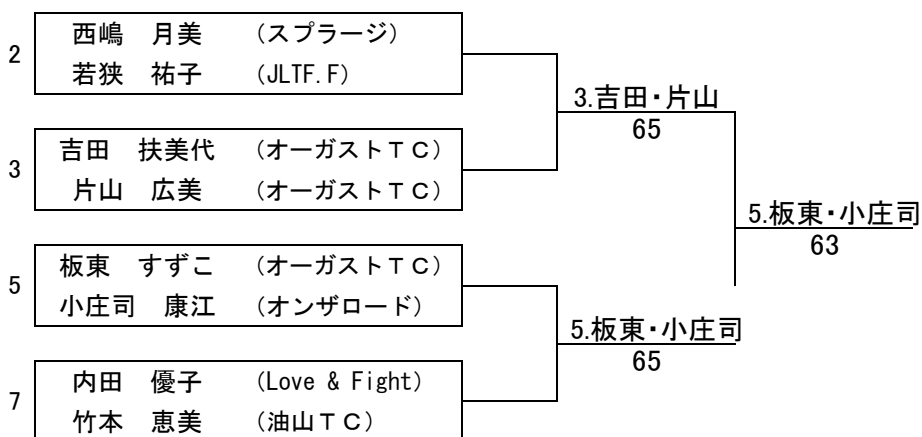 2
西嶋 月美 (スプラージ)
若狭 祐子 (JLTF.F)
3.吉田・片山
65
3
吉田 扶美代 (オーガストTC)
片山 広美 (オーガストTC)
5.板東・小庄司
63
5
板東 すずこ (オーガストTC)
小庄司 康江 (オンザロード)
5.板東・小庄司
65
7
内田 優子 (Love & Fight)
竹本 恵美 (油山TC)